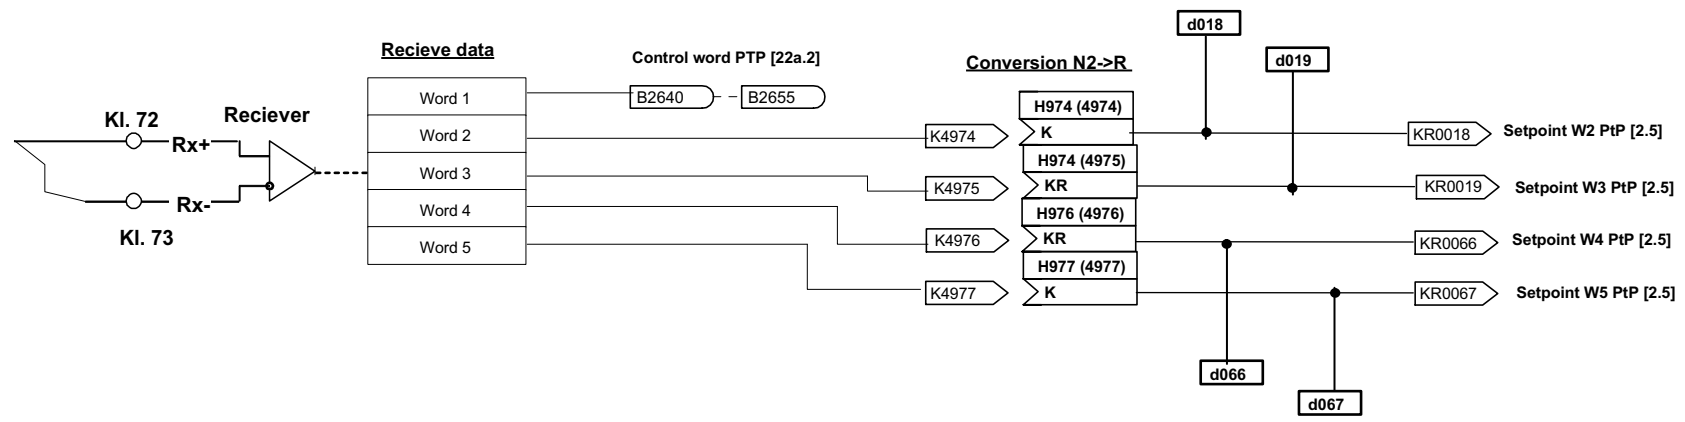 d018
Recieve data
Control word PTP [22a.2]
Conversion N2->R
d019
Word 1
B2640
B2655
H974 (4974)
Kl. 72
Reciever
Rx+
Word 2
K4974
K
KR0018
Setpoint W2 PtP [2.5]
H974 (4975)
Word 3
K4975
KR
KR0019
Setpoint W3 PtP [2.5]
Rx-
Word 4
H976 (4976)
Kl. 73
K4976
KR
KR0066
Setpoint W4 PtP [2.5]
Word 5
H977 (4977)
K4977
K
KR0067
Setpoint W5 PtP [2.5]
d066
d067